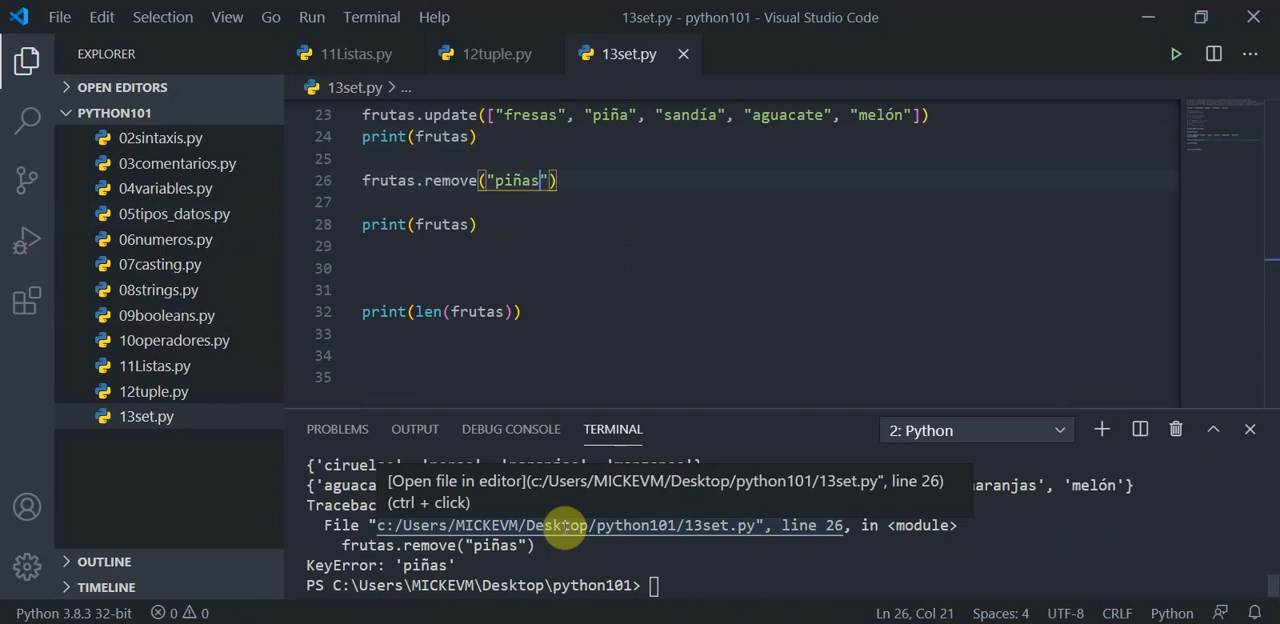 File Edit Selection View Go Run Terminal Help 13set.py - python101 - Visual Studio Code
EXPLORER
OPEN EDITORS
PYTHON101
02sintaxis.py
03comentarios.py
04variables.py
05tipos_datos.py
06numeros.py
07casting.py
08strings.py
09booleans.py
10operadores.py
11Listas.py
12tuple.py
13set.py
OUTLINE
TIMELINE
11Listas.py 12tuple.py 13set.py
13set.py > ...
23 frutas.update(["fresas", "piña", "sandía", "aguacate", "melón"])
24 print(frutas)
25
26 frutas.remove("piñas")
27
28 print(frutas)
29
30
31
32 print(len(frutas))
33
34
35
PROBLEMS OUTPUT DEBUG CONSOLE TERMINAL 2: Python
{'ciruelas',
{'aguaca aranjas', 'melón'}
[Open file in editor](c:/Users/MICKEVM/Desktop/python101/13set.py", line 26)
(ctrl + click)
Tracebac
File "c:/Users/MICKEVM/Desktop/python101/13set.py", line 26, in <module>
frutas.remove("piñas")
KeyError: 'piñas'
PS C:\Users\MICKEVM\Desktop\python101>
Python 3.8.3 32-bit 0 0 Ln 26, Col 21 Spaces: 4 UTF-8 CRLF Python